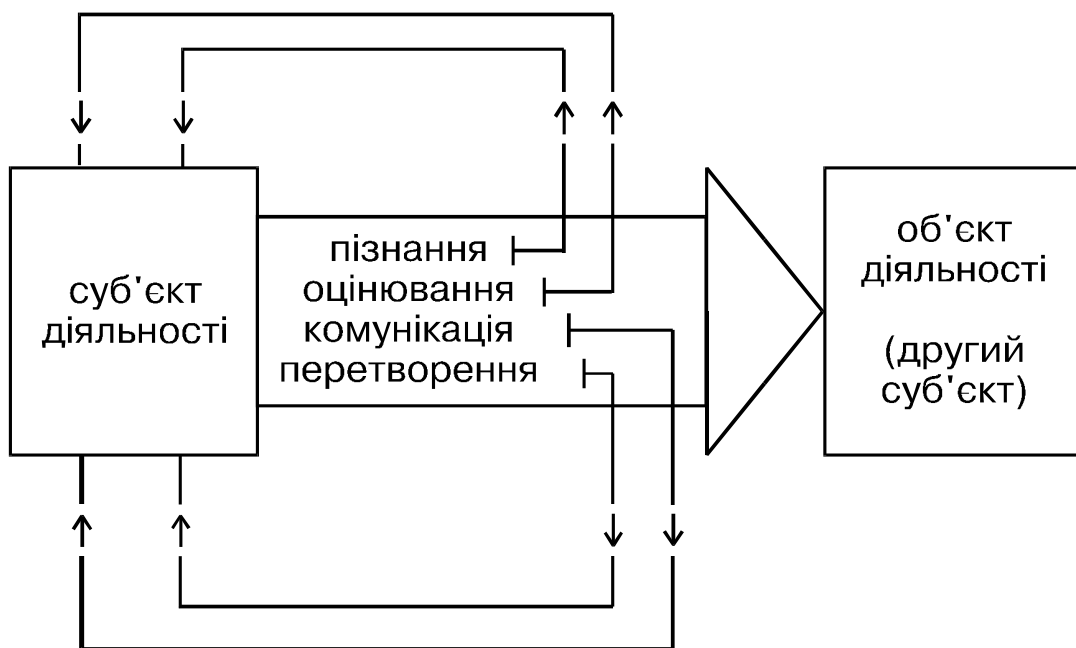 суб'єкт
діяльності
пізнання
оцінювання
комунікація
перетворення
об'єкт
діяльності
(другий
суб'єкт)